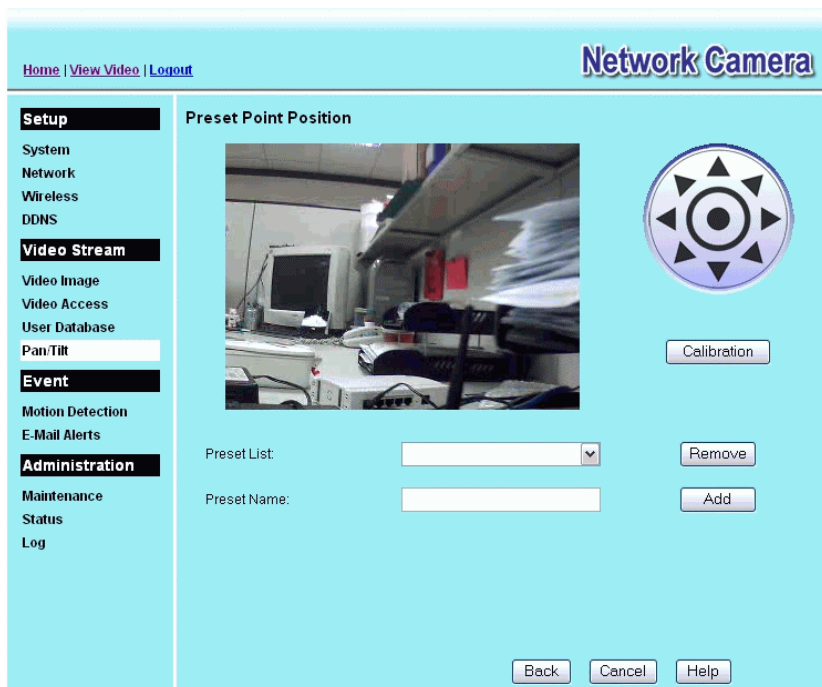 Home | View Video | Logout
Network Camera
Setup
System
Network
Wireless
DDNS
Video Stream
Video Image
Video Access
User Database
Pan/Tilt
Event
Motion Detection
E-Mail Alerts
Administration
Maintenance
Status
Log
Preset Point Position
Calibration
Preset List:
Remove
Preset Name:
Add
Back
Cancel
Help